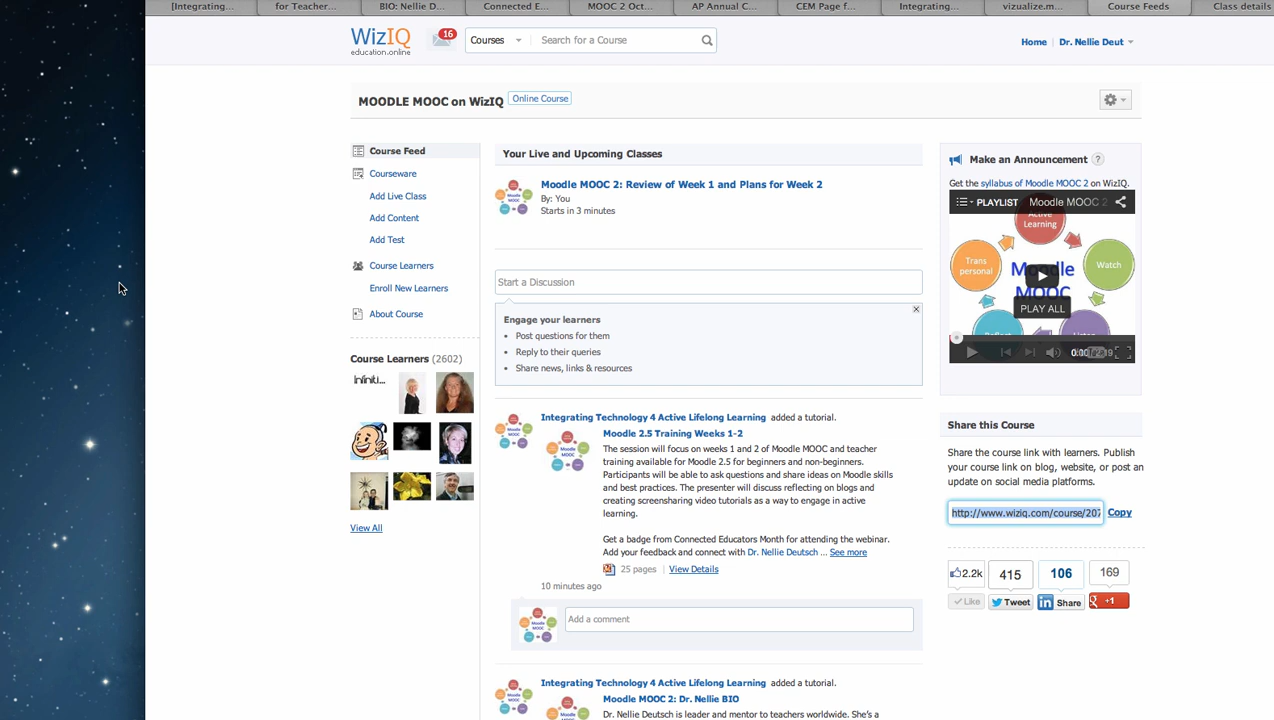 [Integrating...
for Teacher...
BIO: Nellie D...
Connected E...
MOOC 2 Oct...
AP Annual C...
CEM Page f...
Integrating...
vizualize.m...
Course Feeds
Class details
WizIQ
education.online
16
Courses
Search for a Course
Home | Dr. Nellie Deut
MOODLE MOOC on WizIQ
Online Course
Course Feed
Courseware
Add Live Class
Add Content
Add Test
Course Learners
Enroll New Learners
About Course
Course Learners (2602)
infiniti...
View All
Your Live and Upcoming Classes
Moodle MOOC 2: Review of Week 1 and Plans for Week 2
By: You
Starts in 3 minutes
Start a Discussion
Engage your learners
• Post questions for them
• Reply to their queries
• Share news, links & resources
Integrating Technology 4 Active Lifelong Learning added a tutorial.
Moodle 2.5 Training Weeks 1-2
The session will focus on weeks 1 and 2 of Moodle MOOC and teacher
training available for Moodle 2.5 for beginners and non-beginners.
Participants will be able to ask questions and share ideas on Moodle skills
and best practices. The presenter will discuss reflecting on blogs and
creating screensharing video tutorials as a way to engage in active
learning.
Get a badge from Connected Educators Month for attending the webinar.
Add your feedback and connect with Dr. Nellie Deutsch ... See more
25 pages | View Details
10 minutes ago
Add a comment
Integrating Technology 4 Active Lifelong Learning added a tutorial.
Moodle MOOC 2: Dr. Nellie BIO
Dr. Nellie Deutsch is leader and mentor to teachers worldwide. She's a
Make an Announcement ?
Get the syllabus of Moodle MOOC 2 on WizIQ.
PLAYLIST Moodle MOOC 2
Active
Learning
Trans
personal
Watch
Moodle
MOOC
PLAY ALL
Reflect
Listen
Share this Course
Share the course link with learners. Publish
your course link on blog, website, or post an
update on social media platforms.
http://www.wiziq.com/course/207
Copy
2.2k
415
106
169
Like
Tweet
in Share
+1